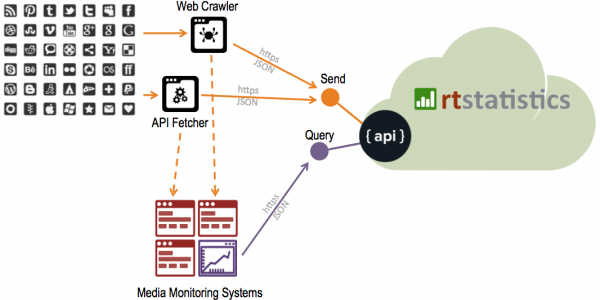 Web Crawler
https
JSON
Send
API Fetcher
https
JSON
Query
{ api }
rtstatistics
https
JSON
Media Monitoring Systems